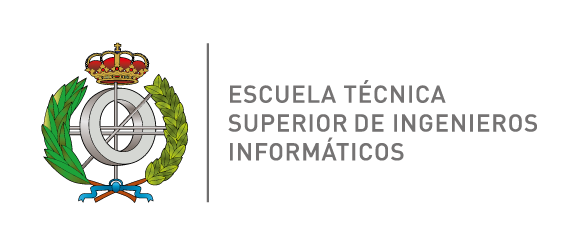 ESCUELA TÉCNICA
SUPERIOR DE INGENIEROS
INFORMÁTICOS